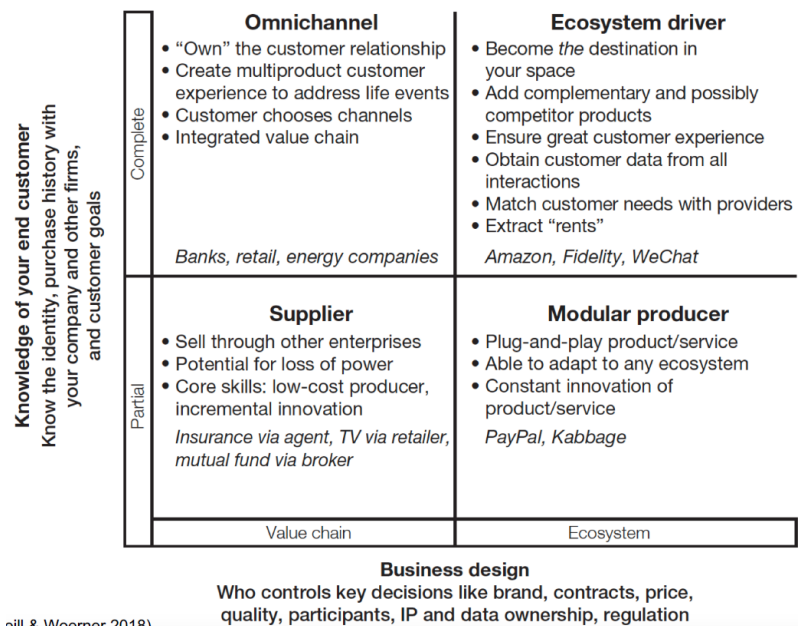 Omnichannel
• “Own” the customer relationship
• Create multiproduct customer
experience to address life events
• Customer chooses channels
• Integrated value chain
Banks, retail, energy companies
Ecosystem driver
• Become the destination in
your space
• Add complementary and possibly
competitor products
• Ensure great customer experience
• Obtain customer data from all
interactions
• Match customer needs with providers
• Extract “rents”
Amazon, Fidelity, WeChat
Knowledge of your end customer
Know the identity, purchase history with
your company and other firms,
and customer goals
Complete
Partial
Supplier
• Sell through other enterprises
• Potential for loss of power
• Core skills: low-cost producer,
incremental innovation
Insurance via agent, TV via retailer,
mutual fund via broker
Modular producer
• Plug-and-play product/service
• Able to adapt to any ecosystem
• Constant innovation of
product/service
PayPal, Kabbage
Value chain
Ecosystem
Business design
Who controls key decisions like brand, contracts, price,
quality, participants, IP and data ownership, regulation
& Woerner 2018)